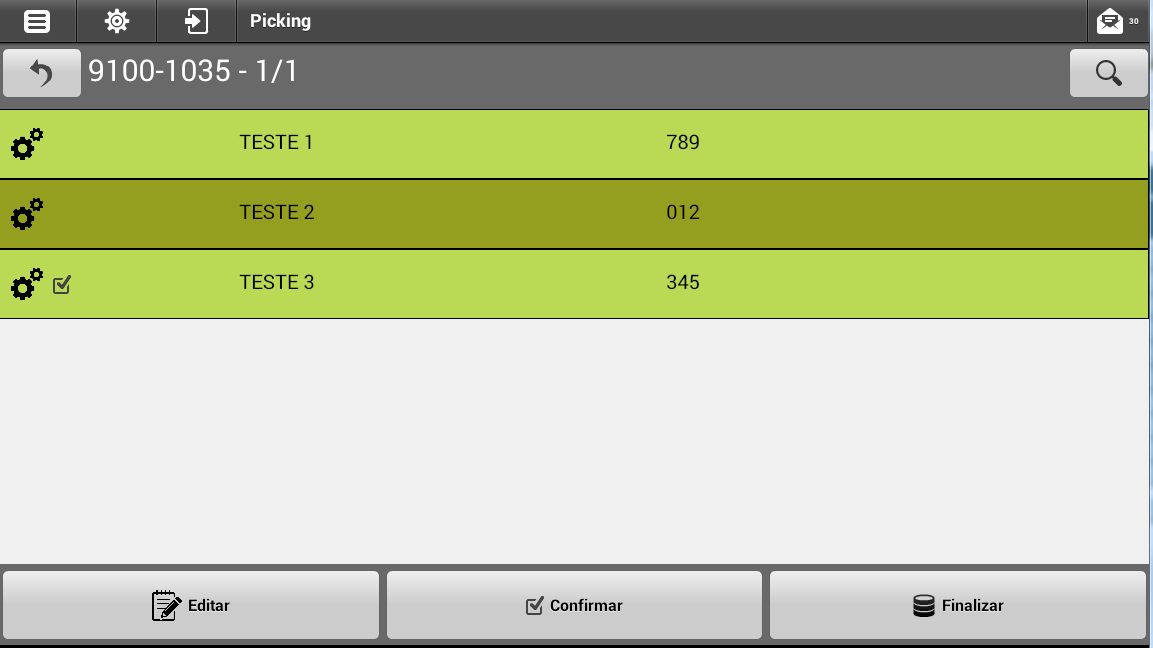 Picking
30
9100-1035 - 1/1
TESTE 1 789
TESTE 2 012
TESTE 3 345
Editar Confirmar Finalizar